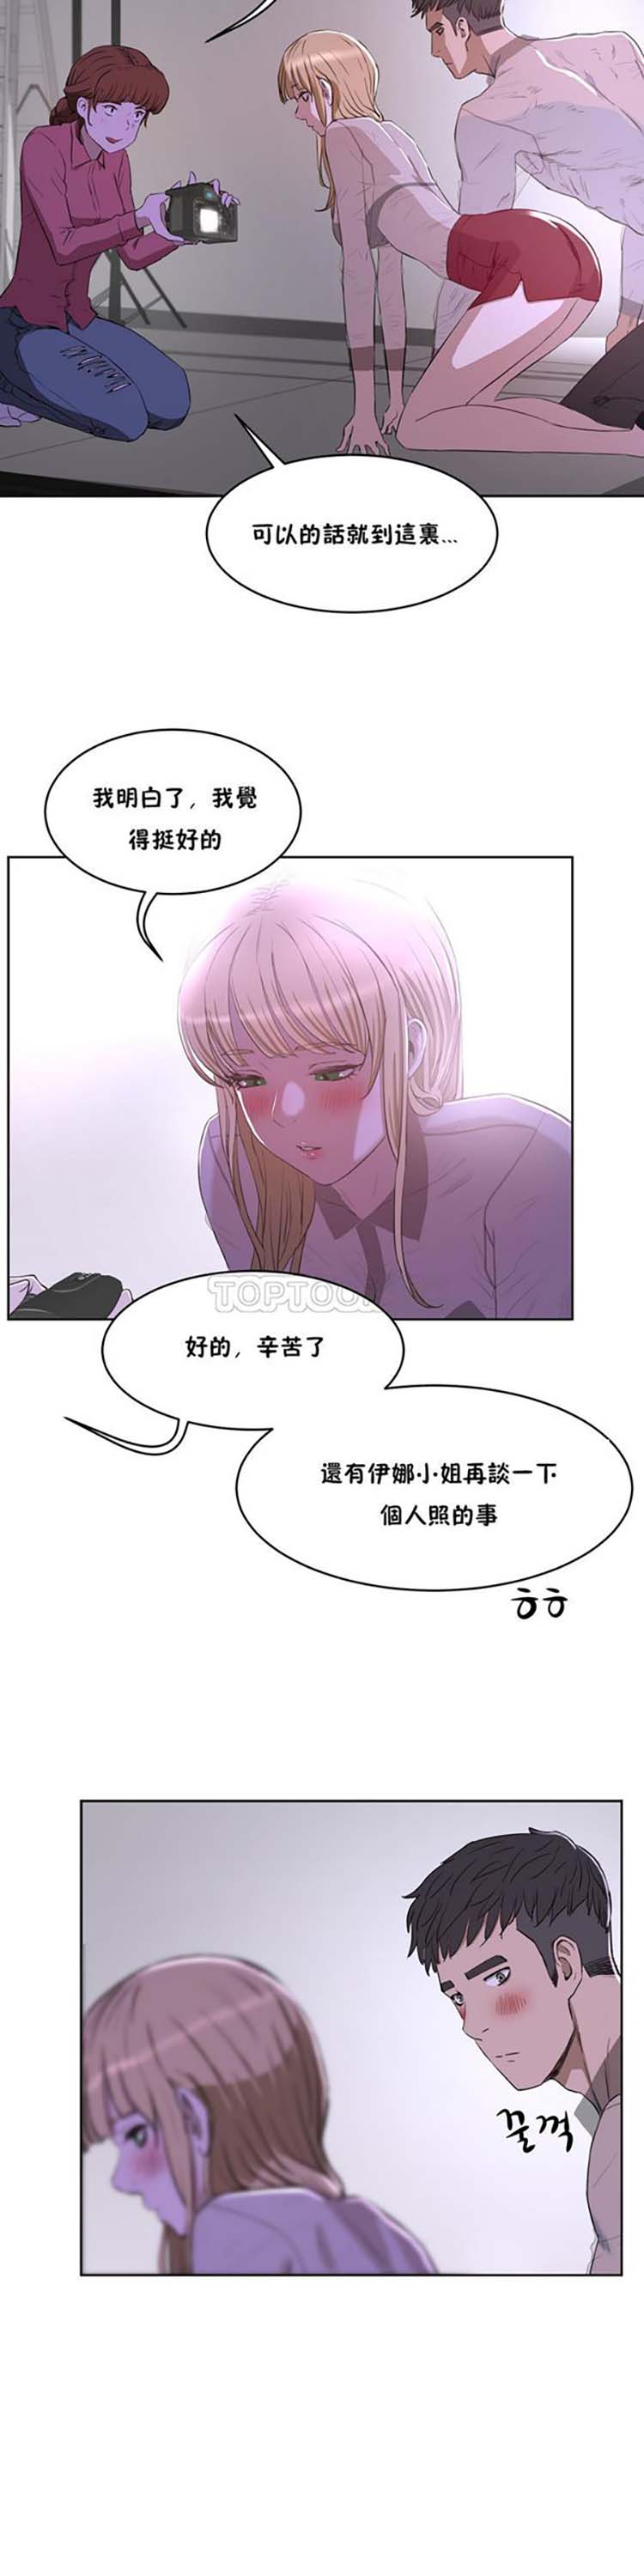 可以的話就到這裏...
我明白了，我覺
得挺好的
TOPTOO
好的，辛苦了
還有伊娜小姐再談一下
個人照的事
ㅎㅎ
꿀꺽